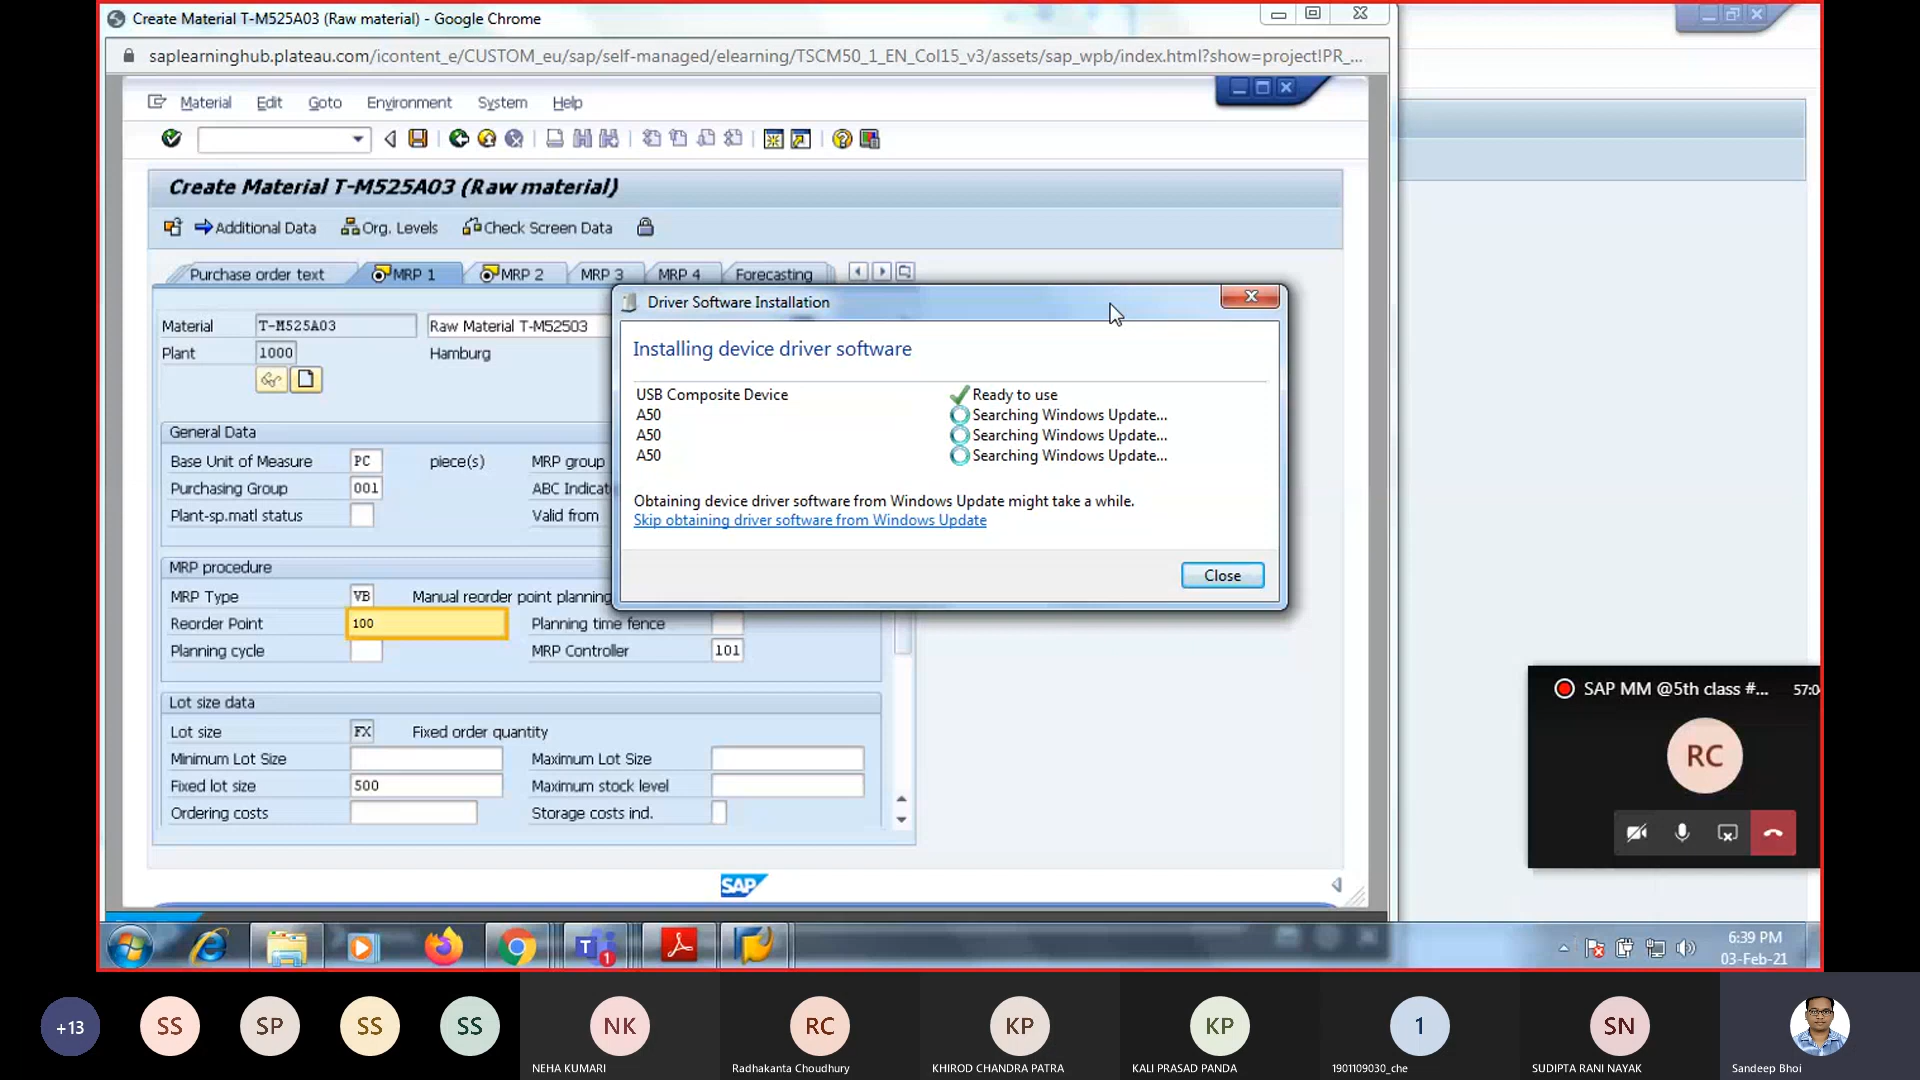 Create Material T-M525A03 (Raw material) - Google Chrome
saplearninghub.plateau.com/icontent_e/CUSTOM_eu/sap/self-managed/elearning/TSCM50_1_EN_Col15_v3/assets/sap_wpb/index.html?show=project!PR_...
Material Edit Goto Environment System Help
Create Material T-M525A03 (Raw material)
Additional Data Org. Levels Check Screen Data
Purchase order text MRP 1 MRP 2 MRP 3 MRP 4 Forecasting
Material T-M525A03 Raw Material T-M52503
Plant 1000 Hamburg
General Data
Base Unit of Measure PC piece(s) MRP group
Purchasing Group 001 ABC Indicat
Plant-sp.matl status Valid from
MRP procedure
MRP Type VB Manual reorder point planning
Reorder Point 100 Planning time fence
Planning cycle MRP Controller 101
Lot size data
Lot size FX Fixed order quantity
Minimum Lot Size Maximum Lot Size
Fixed lot size 500 Maximum stock level
Ordering costs Storage costs ind.
SAP
Driver Software Installation
Installing device driver software
USB Composite Device Ready to use
A50 Searching Windows Update...
A50 Searching Windows Update...
A50 Searching Windows Update...
Obtaining device driver software from Windows Update might take a while.
Skip obtaining driver software from Windows Update
Close
SAP MM @5th class #... 57:0
RC
T 1
6:39 PM
03-Feb-21
+13 SS SP SS SS NK RC KP KP 1 SN
NEHA KUMARI Radhakanta Choudhury KHIROD CHANDRA PATRA KALI PRASAD PANDA 1901109030_che SUDIPTA RANI NAYAK Sandeep Bhoi